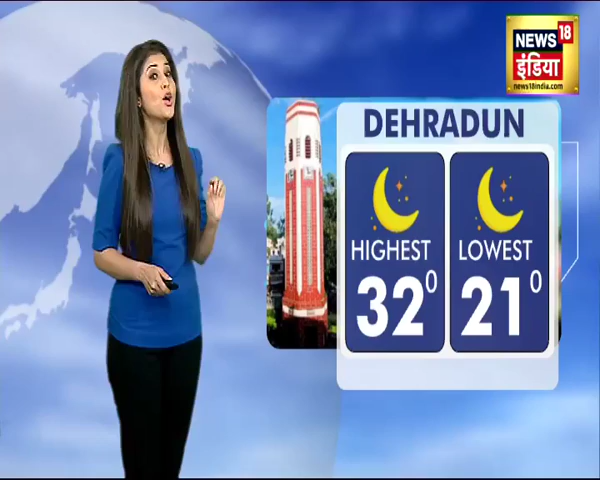 NEWS 18
इंडिया
news18india.com
DEHRADUN
HIGHEST LOWEST
32⁰ 21⁰